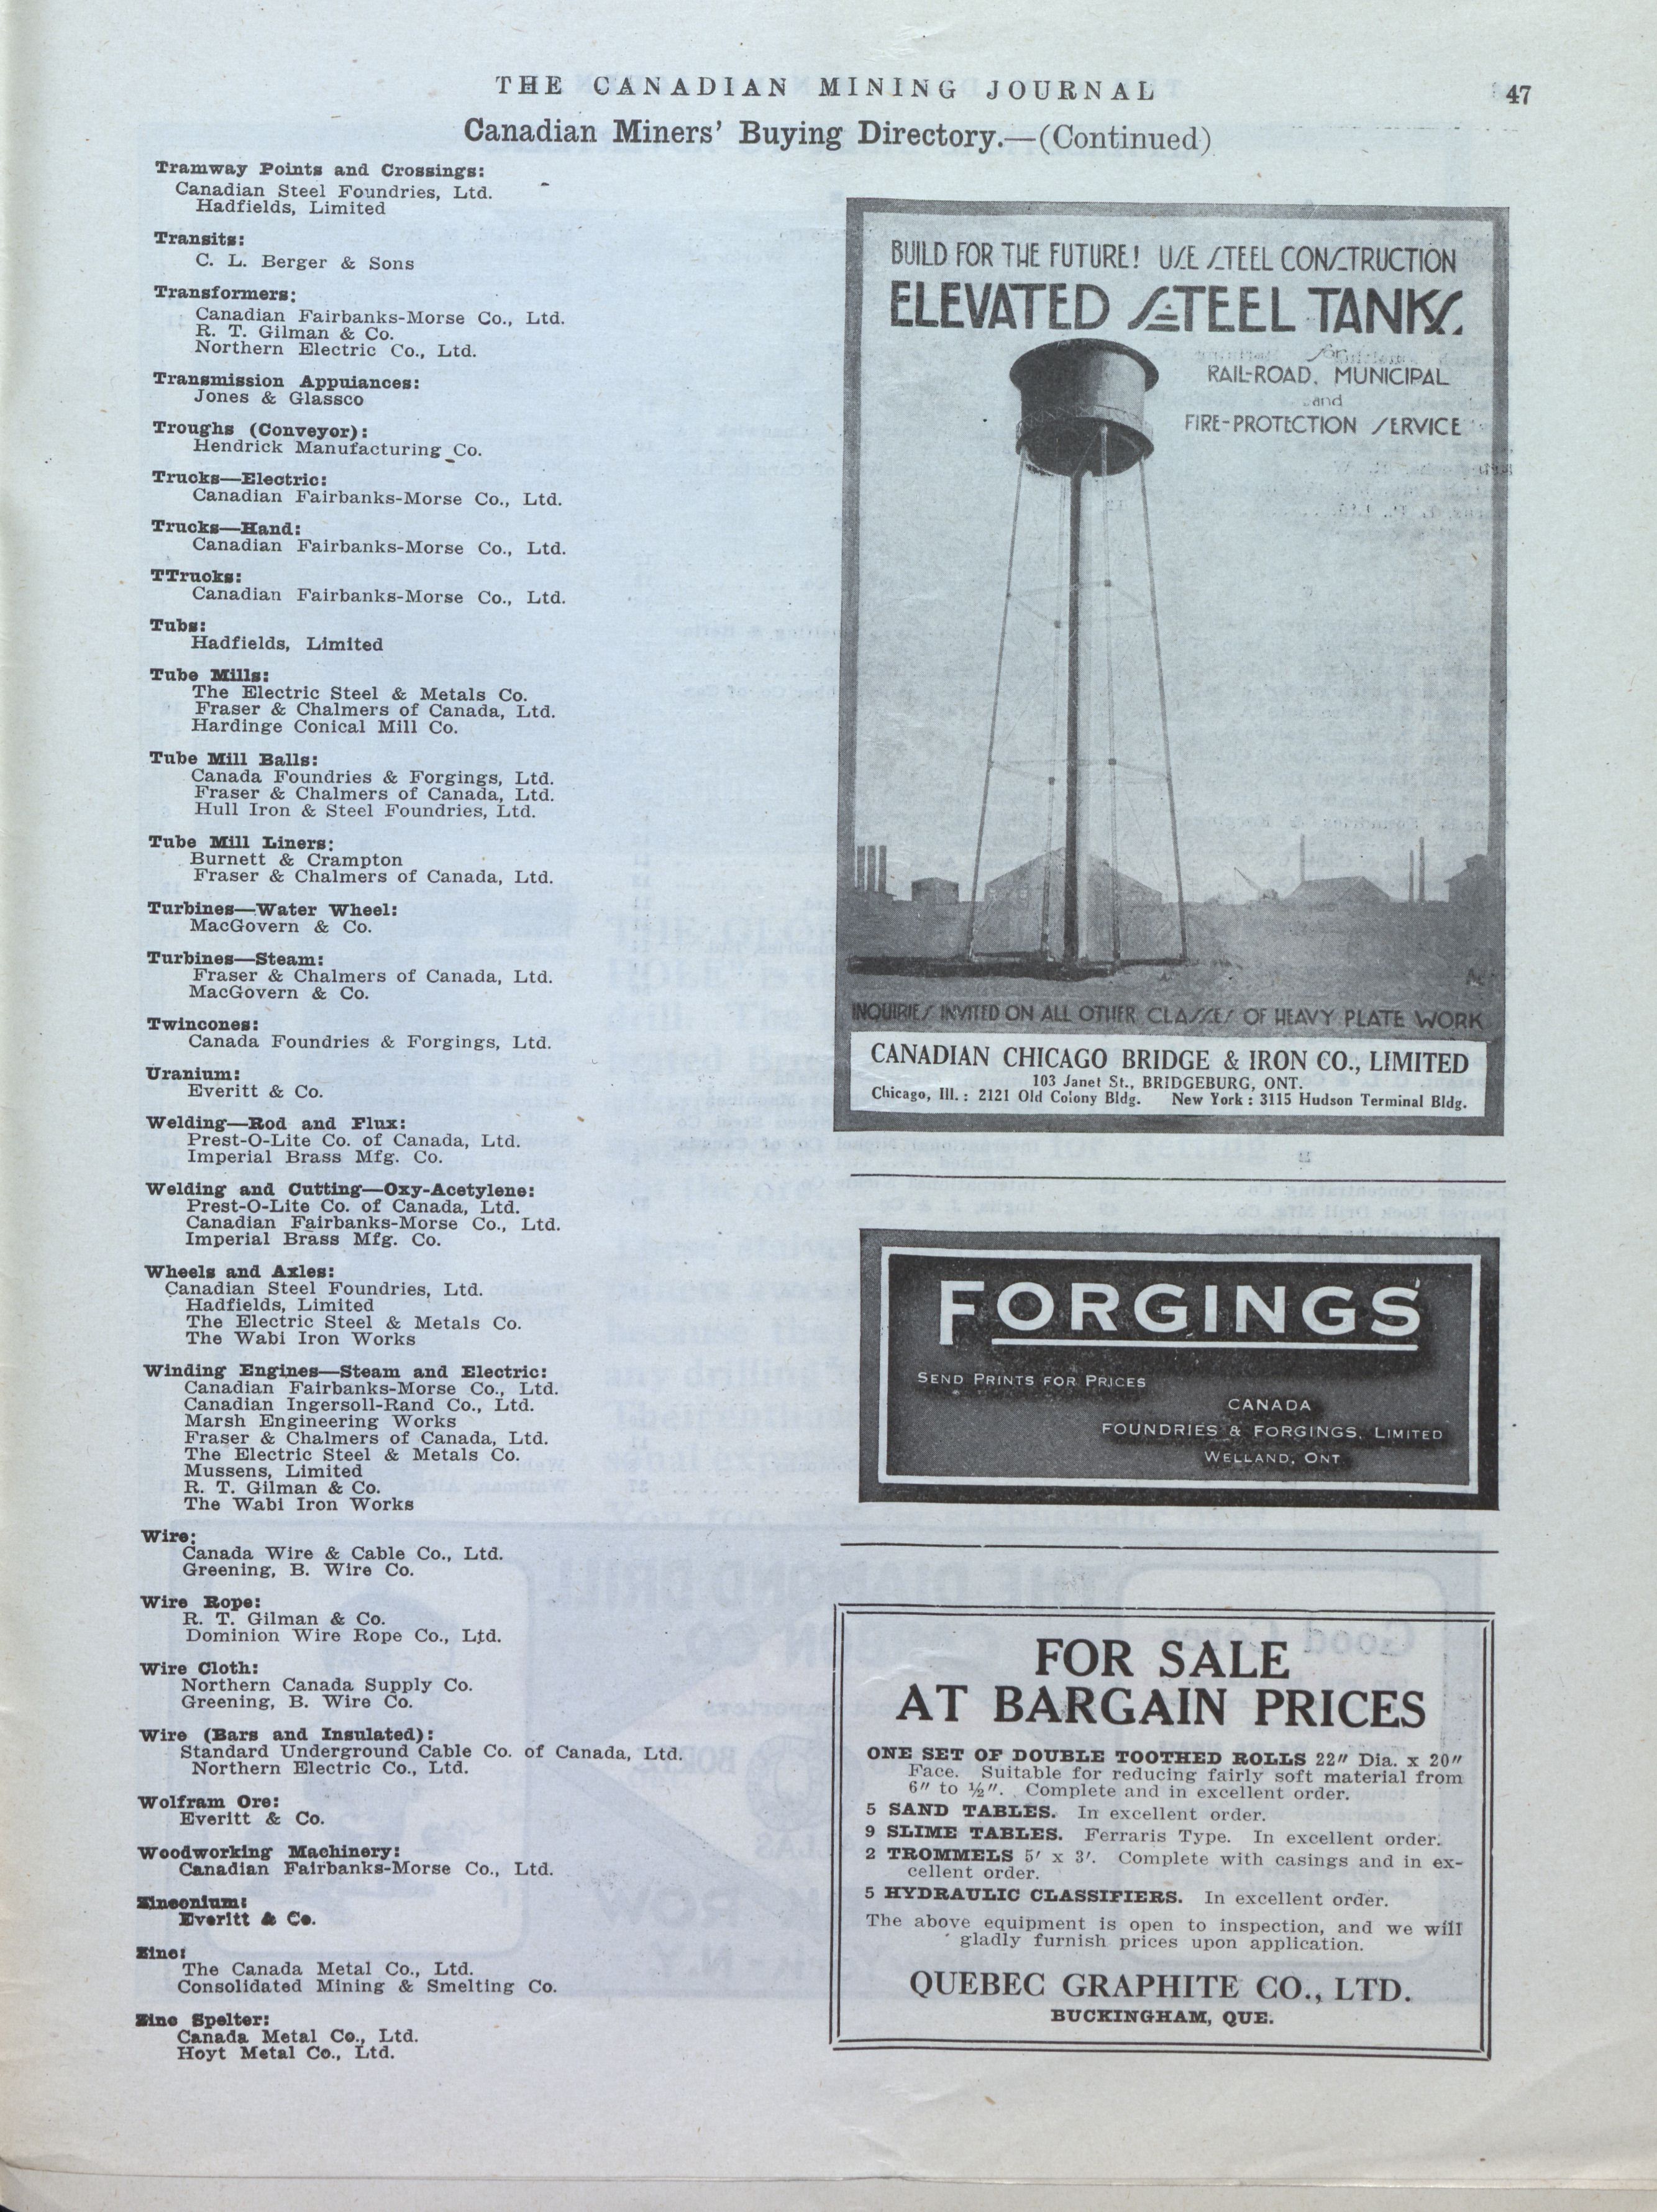 THE CANADIAN MINING JOURNAL 47
Canadian Miners' Buying Directory.—(Continued)
Tramway Points and Crossings:
Canadian Steel Foundries, Ltd.
Hadfields, Limited
Transits:
C. L. Berger & Sons
Transformers:
Canadian Fairbanks-Morse Co., Ltd.
R. T. Gilman & Co.
Northern Electric Co., Ltd.
Transmission Appuiances:
Jones & Glassco
Troughs (Conveyor):
Hendrick Manufacturing Co.
Trucks—Electric:
Canadian Fairbanks-Morse Co., Ltd.
Trucks—Hand:
Canadian Fairbanks-Morse Co., Ltd.
TTrucks:
Canadian Fairbanks-Morse Co., Ltd.
Tubs:
Hadfields, Limited
Tube Mills:
The Electric Steel & Metals Co.
Fraser & Chalmers of Canada, Ltd.
Hardinge Conical Mill Co.
Tube Mill Balls:
Canada Foundries & Forgings, Ltd.
Fraser & Chalmers of Canada, Ltd.
Hull Iron & Steel Foundries, Ltd.
Tube Mill Liners:
Burnett & Crampton
Fraser & Chalmers of Canada, Ltd.
Turbines—Water Wheel:
MacGovern & Co.
Turbines—Steam:
Fraser & Chalmers of Canada, Ltd.
MacGovern & Co.
Twincones:
Canada Foundries & Forgings, Ltd.
Uranium:
Everitt & Co.
Welding—Rod and Flux:
Prest-O-Lite Co. of Canada, Ltd.
Imperial Brass Mfg. Co.
Welding and Cutting—Oxy-Acetylene:
Prest-O-Lite Co. of Canada, Ltd.
Canadian Fairbanks-Morse Co., Ltd.
Imperial Brass Mfg. Co.
Wheels and Axles:
Canadian Steel Foundries, Ltd.
Hadfields, Limited
The Electric Steel & Metals Co.
The Wabi Iron Works
Winding Engines—Steam and Electric:
Canadian Fairbanks-Morse Co., Ltd.
Canadian Ingersoll-Rand Co., Ltd.
Marsh Engineering Works
Fraser & Chalmers of Canada, Ltd.
The Electric Steel & Metals Co.
Mussens, Limited
R. T. Gilman & Co.
The Wabi Iron Works
Wire:
Canada Wire & Cable Co., Ltd.
Greening, B. Wire Co.
Wire Rope:
R. T. Gilman & Co.
Dominion Wire Rope Co., Ltd.
Wire Cloth:
Northern Canada Supply Co.
Greening, B. Wire Co.
Wire (Bars and Insulated):
Standard Underground Cable Co. of Canada, Ltd.
Northern Electric Co., Ltd.
Wolfram Ore:
Everitt & Co.
Woodworking Machinery:
Canadian Fairbanks-Morse Co., Ltd.
Zinconium:
Everitt & Co.
Zinc:
The Canada Metal Co., Ltd.
Consolidated Mining & Smelting Co.
Zinc Spelter:
Canada Metal Co., Ltd.
Hoyt Metal Co., Ltd.
BUILD FOR THE FUTURE! USE STEEL CONSTRUCTION
ELEVATED STEEL TANKS.
for
RAIL-ROAD, MUNICIPAL
and
FIRE-PROTECTION SERVICE
INQUIRIES INVITED ON ALL OTHER CLASSES OF HEAVY PLATE WORK
CANADIAN CHICAGO BRIDGE & IRON CO., LIMITED
103 Janet St., BRIDGEBURG, ONT.
Chicago, Ill.: 2121 Old Colony Bldg. New York: 3115 Hudson Terminal Bldg.
FORGINGS
SEND PRINTS FOR PRICES
CANADA
FOUNDRIES & FORGINGS, LIMITED
WELLAND, ONT
FOR SALE
AT BARGAIN PRICES
ONE SET OF DOUBLE TOOTHED ROLLS 22" Dia. x 20"
Face. Suitable for reducing fairly soft material from
6" to ½". Complete and in excellent order.
5 SAND TABLES. In excellent order.
9 SLIME TABLES. Ferraris Type. In excellent order.
2 TROMMELS 5' x 3'. Complete with casings and in ex-
cellent order.
5 HYDRAULIC CLASSIFIERS. In excellent order.
The above equipment is open to inspection, and we will
gladly furnish prices upon application.
QUEBEC GRAPHITE CO., LTD.
BUCKINGHAM, QUE.